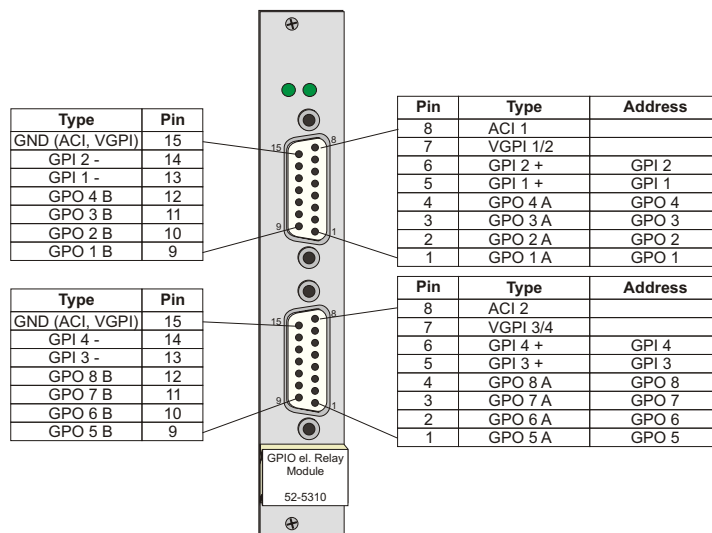 Type Pin
GND (ACI, VGPI) 15
GPI 2 - 14
GPI 1 - 13
GPO 4 B 12
GPO 3 B 11
GPO 2 B 10
GPO 1 B 9
15 8
9 1
Pin Type Address
8 ACI 1
7 VGPI 1/2
6 GPI 2 + GPI 2
5 GPI 1 + GPI 1
4 GPO 4 A GPO 4
3 GPO 3 A GPO 3
2 GPO 2 A GPO 2
1 GPO 1 A GPO 1
Type Pin
GND (ACI, VGPI) 15
GPI 4 - 14
GPI 3 - 13
GPO 8 B 12
GPO 7 B 11
GPO 6 B 10
GPO 5 B 9
15 8
9 1
Pin Type Address
8 ACI 2
7 VGPI 3/4
6 GPI 4 + GPI 4
5 GPI 3 + GPI 3
4 GPO 8 A GPO 8
3 GPO 7 A GPO 7
2 GPO 6 A GPO 6
1 GPO 5 A GPO 5
GPIO el. Relay
Module
52-5310